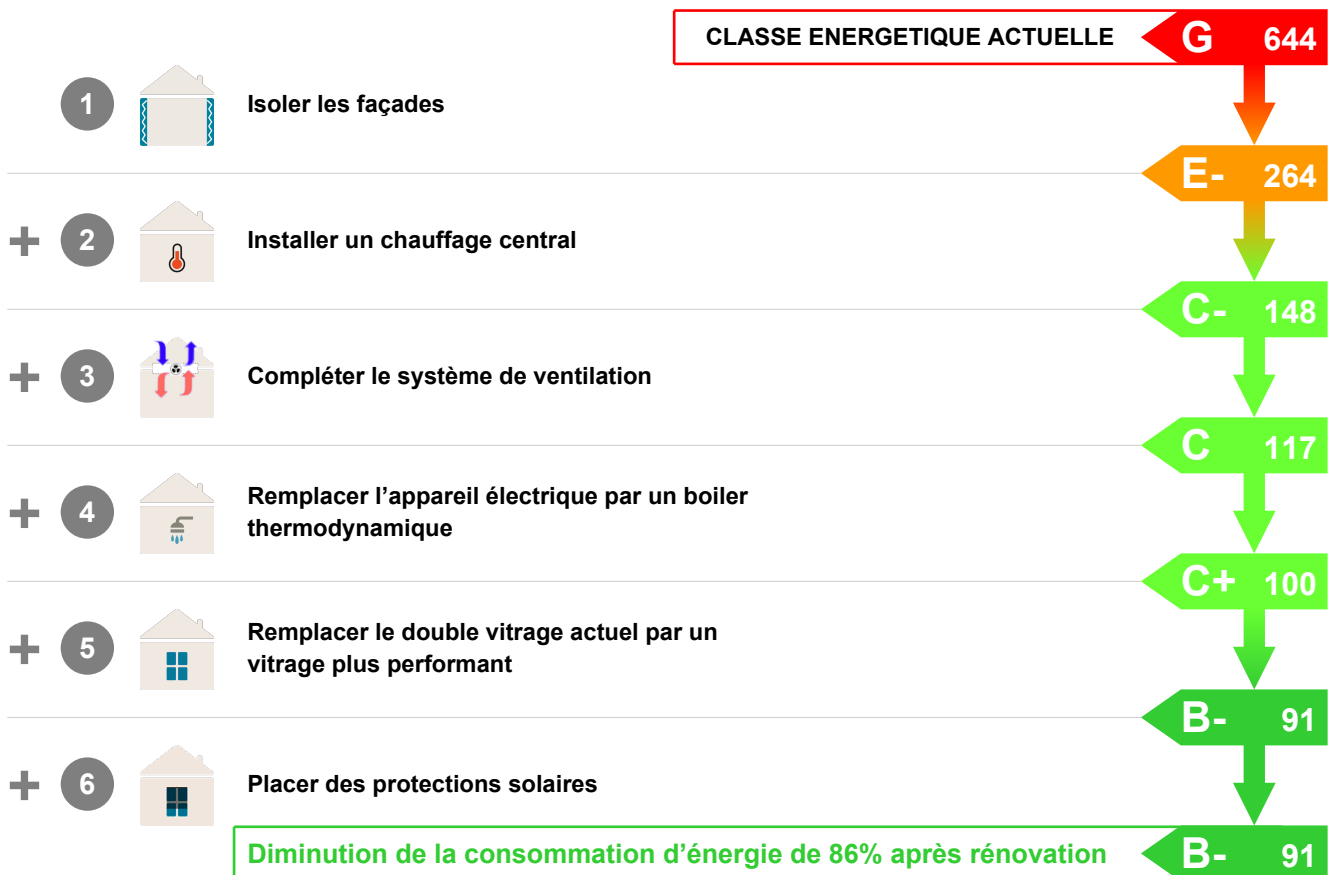 CLASSE ENERGETIQUE ACTUELLE G 644
1 Isoler les façades
E- 264
+ 2 Installer un chauffage central
C- 148
+ 3 Compléter le système de ventilation
C 117
+ 4 Remplacer l’appareil électrique par un boiler
thermodynamique
C+ 100
+ 5 Remplacer le double vitrage actuel par un
vitrage plus performant
B- 91
+ 6 Placer des protections solaires
Diminution de la consommation d’énergie de 86% après rénovation B- 91